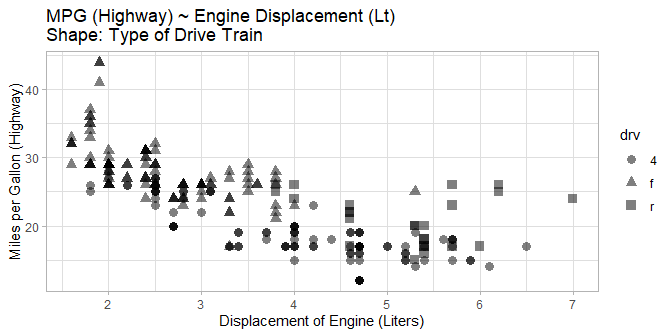 MPG (Highway) ~ Engine Displacement (Lt)
Shape: Type of Drive Train
Miles per Gallon (Highway)
40
30
20
2 3 4 5 6 7
Displacement of Engine (Liters)
drv
4
f
r